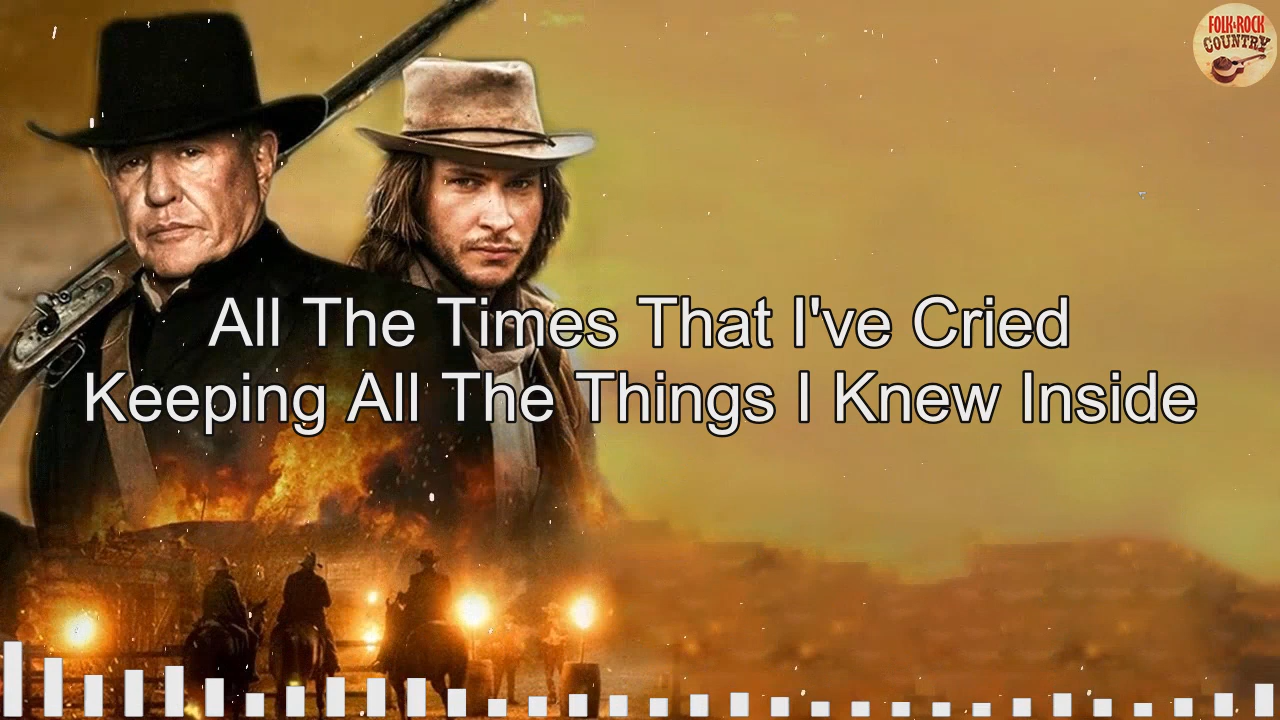 FOLK & ROCK
COUNTRY
All The Times That I've Cried
Keeping All The Things I Knew Inside